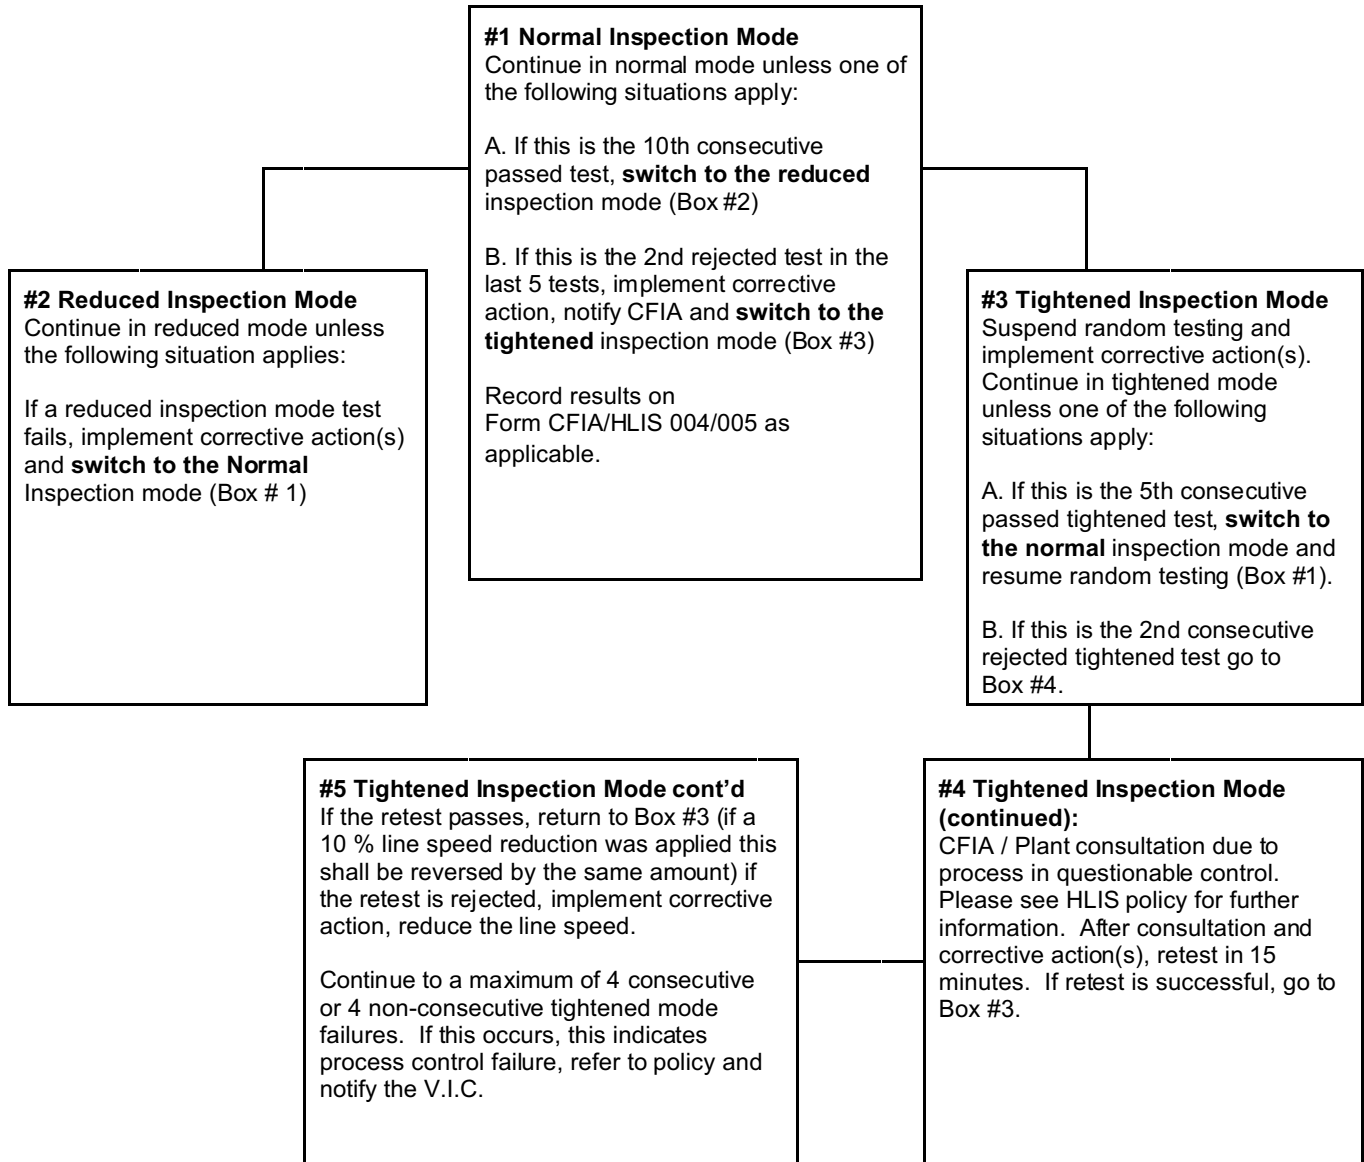 #1 Normal Inspection Mode
Continue in normal mode unless one of
the following situations apply:
A. If this is the 10th consecutive
passed test, switch to the reduced
inspection mode (Box #2)
B. If this is the 2nd rejected test in the
last 5 tests, implement corrective
action, notify CFIA and switch to the
tightened inspection mode (Box #3)
Record results on
Form CFIA/HLIS 004/005 as
applicable.
#2 Reduced Inspection Mode
Continue in reduced mode unless
the following situation applies:
If a reduced inspection mode test
fails, implement corrective action(s)
and switch to the Normal
Inspection mode (Box # 1)
#3 Tightened Inspection Mode
Suspend random testing and
implement corrective action(s).
Continue in tightened mode
unless one of the following
situations apply:
A. If this is the 5th consecutive
passed tightened test, switch to
the normal inspection mode and
resume random testing (Box #1).
B. If this is the 2nd consecutive
rejected tightened test go to
Box #4.
#5 Tightened Inspection Mode cont’d
If the retest passes, return to Box #3 (if a
10 % line speed reduction was applied this
shall be reversed by the same amount) if
the retest is rejected, implement corrective
action, reduce the line speed.
Continue to a maximum of 4 consecutive
or 4 non-consecutive tightened mode
failures.  If this occurs, this indicates
process control failure, refer to policy and
notify the V.I.C.
#4 Tightened Inspection Mode
(continued):
CFIA / Plant consultation due to
process in questionable control.
Please see HLIS policy for further
information.  After consultation and
corrective action(s), retest in 15
minutes.  If retest is successful, go to
Box #3.